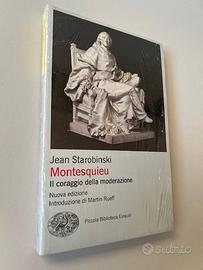 Jean Starobinski
Montesquieu
Il coraggio della moderazione
Nuova edizione
Introduzione di Martin Rueff
Piccola Biblioteca Einaudi
subito